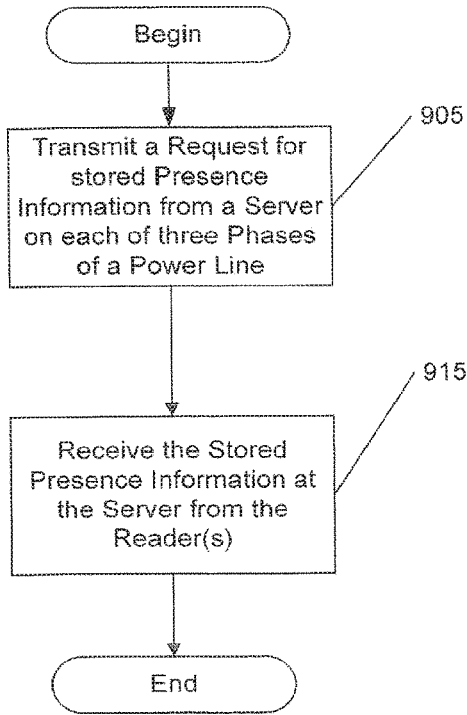 Begin
905
Transmit a Request for
stored Presence
Information from a Server
on each of three Phases
of a Power Line
915
Receive the Stored
Presence Information at
the Server from the
Reader(s)
End